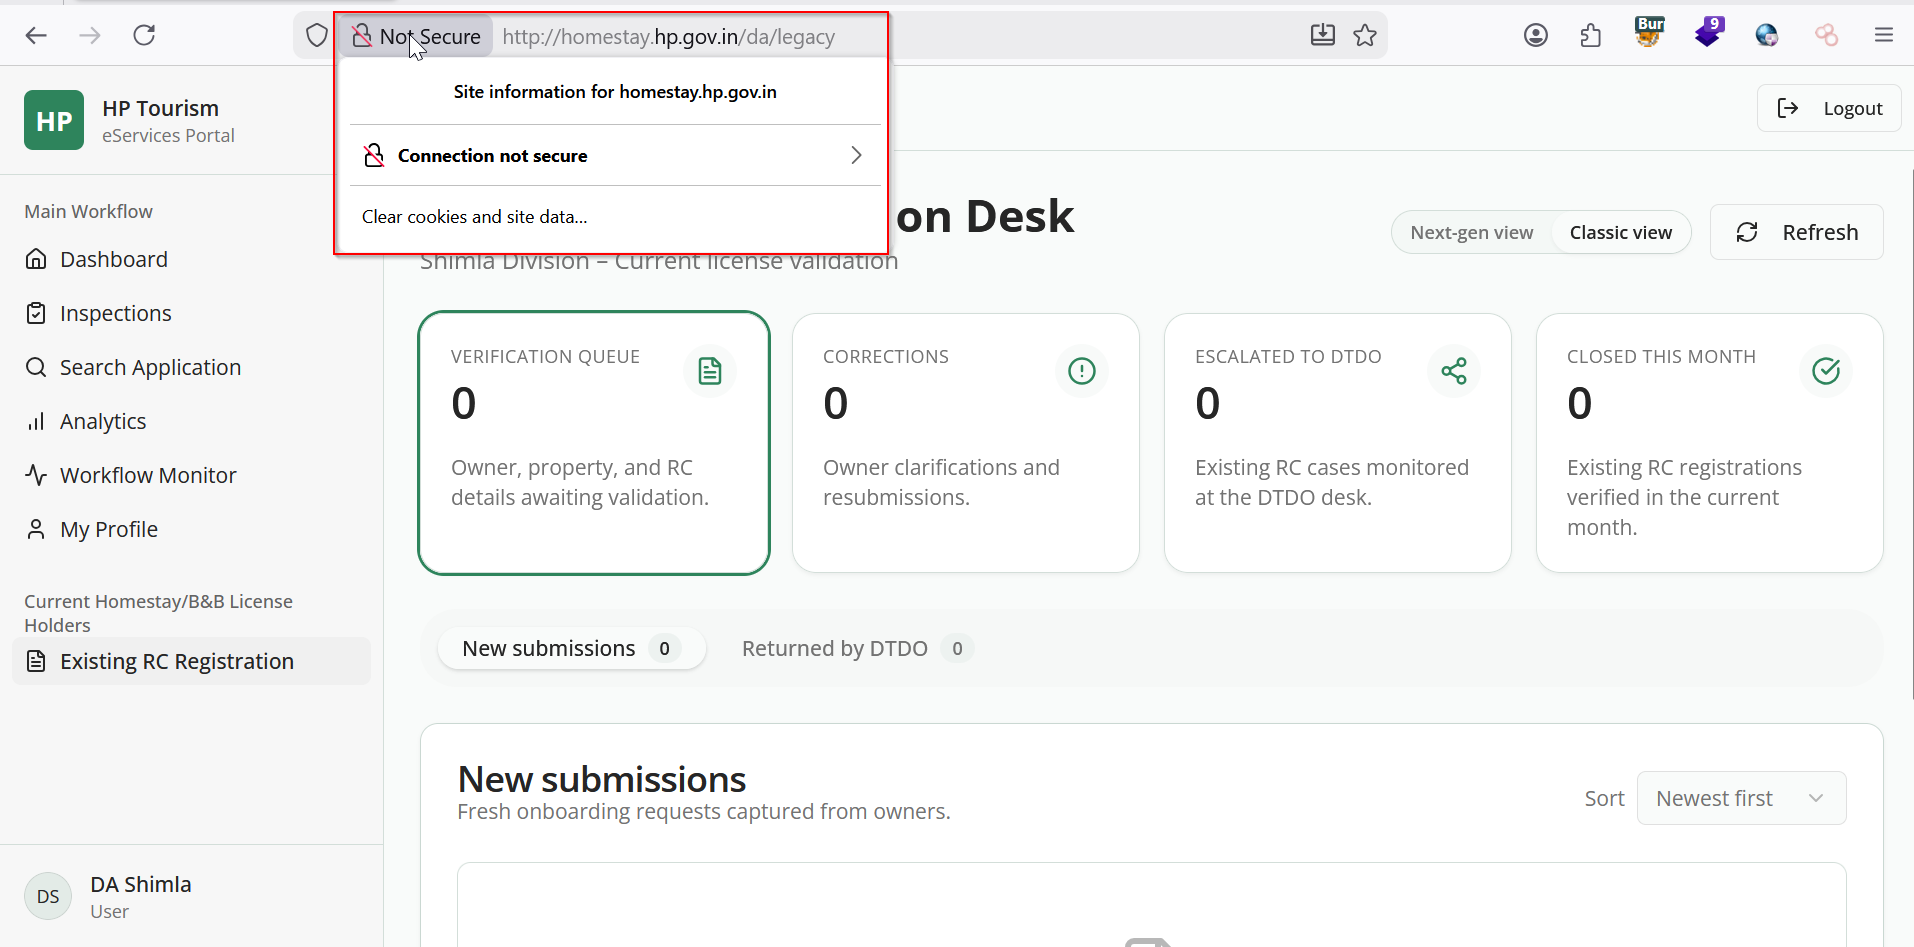 Not Secure
http://homestay.hp.gov.in/da/legacy
Bur
9
Site information for homestay.hp.gov.in
Connection not secure
Clear cookies and site data...
HP
HP Tourism
eServices Portal
Logout
Main Workflow
Dashboard
Inspections
Search Application
Analytics
Workflow Monitor
My Profile
Current Homestay/B&B License
Holders
Existing RC Registration
DS
DA Shimla
User
on Desk
Shimla Division – Current license validation
Next-gen view
Classic view
Refresh
VERIFICATION QUEUE
0
Owner, property, and RC
details awaiting validation.
CORRECTIONS
0
Owner clarifications and
resubmissions.
ESCALATED TO DTDO
0
Existing RC cases monitored
at the DTDO desk.
CLOSED THIS MONTH
0
Existing RC registrations
verified in the current
month.
New submissions 0
Returned by DTDO 0
New submissions
Fresh onboarding requests captured from owners.
Sort
Newest first